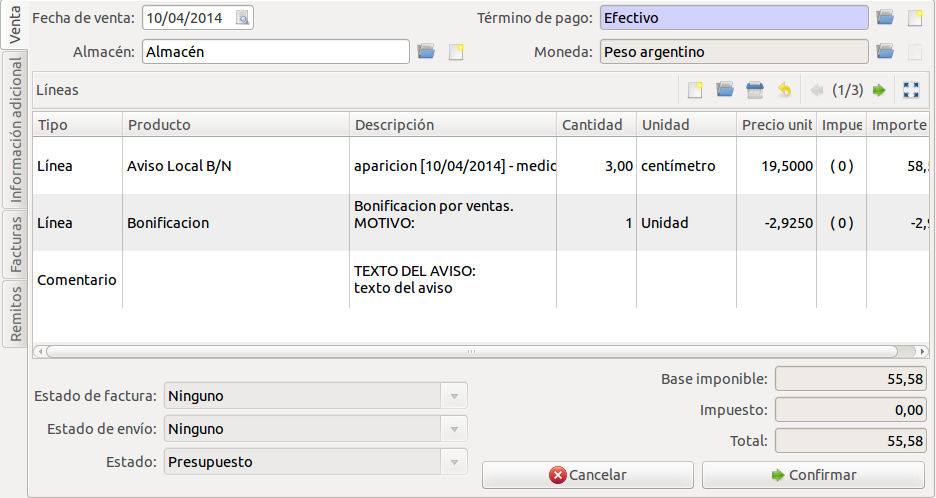 Venta
Información adicional
Facturas
Remitos
Fecha de venta: 10/04/2014 Término de pago: Efectivo
Almacén: Almacén Moneda: Peso argentino
Líneas (1/3)
Tipo Producto Descripción Cantidad Unidad Precio unit Impue Importe
Línea Aviso Local B/N aparicion [10/04/2014] - medic 3,00 centímetro 19,5000 ( 0 ) 58,
Bonificacion por ventas.
Línea Bonificacion MOTIVO: 1 Unidad -2,9250 ( 0 ) -2,
TEXTO DEL AVISO:
Comentario texto del aviso
Base imponible: 55,58
Estado de factura: Ninguno Impuesto: 0,00
Estado de envío: Ninguno Total: 55,58
Estado: Presupuesto
Cancelar Confirmar